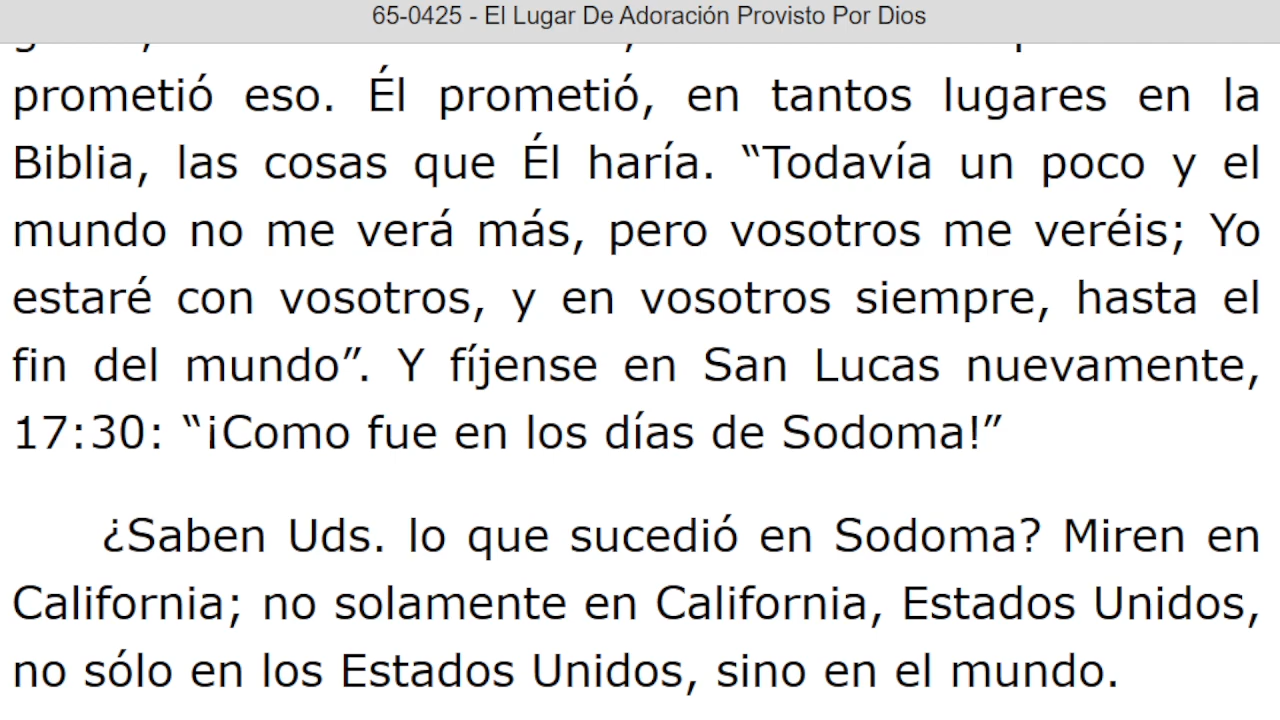 65-0425 - El Lugar De Adoración Provisto Por Dios
prometió eso. Él prometió, en tantos lugares en la
Biblia, las cosas que Él haría. “Todavía un poco y el
mundo no me verá más, pero vosotros me veréis; Yo
estaré con vosotros, y en vosotros siempre, hasta el
fin del mundo”. Y fíjense en San Lucas nuevamente,
17:30: “¡Como fue en los días de Sodoma!”
¿Saben Uds. lo que sucedió en Sodoma? Miren en
California; no solamente en California, Estados Unidos,
no sólo en los Estados Unidos, sino en el mundo.